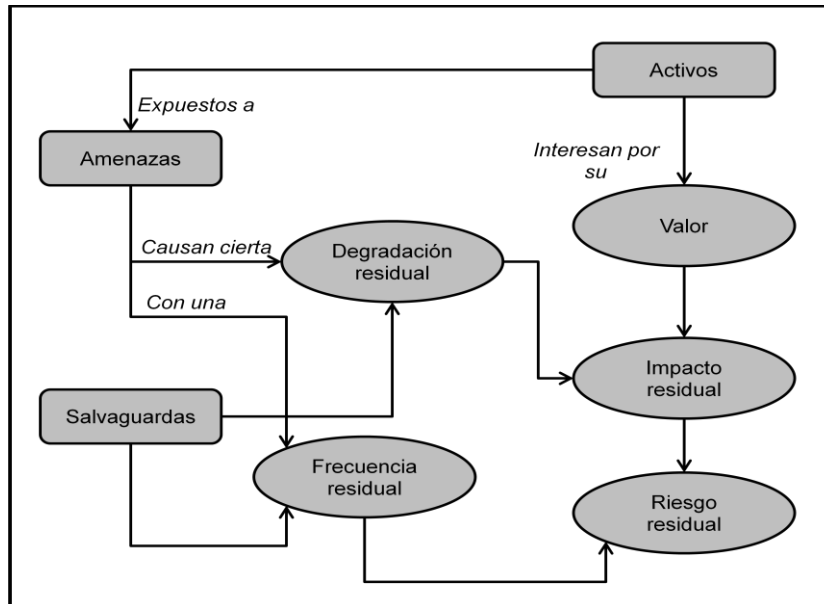 Activos
Expuestos a
Amenazas
Interesan por
su
Valor
Causan cierta
Degradación
residual
Con una
Impacto
residual
Salvaguardas
Frecuencia
residual
Riesgo
residual